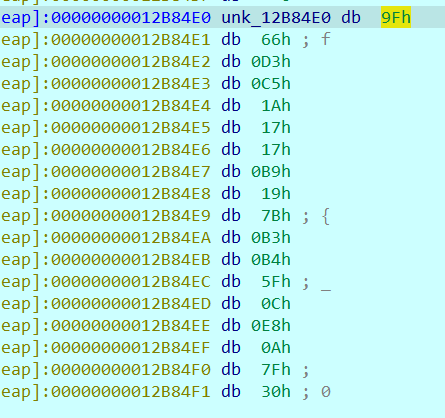 eap]:00000000012B84E0 unk_12B84E0 db 9Fh
eap]:00000000012B84E1 db 66h ; f
eap]:00000000012B84E2 db 0D3h
eap]:00000000012B84E3 db 0C5h
eap]:00000000012B84E4 db 1Ah
eap]:00000000012B84E5 db 17h
eap]:00000000012B84E6 db 17h
eap]:00000000012B84E7 db 0B9h
eap]:00000000012B84E8 db 19h
eap]:00000000012B84E9 db 7Bh ; {
eap]:00000000012B84EA db 0B3h
eap]:00000000012B84EB db 0B4h
eap]:00000000012B84EC db 5Fh ; _
eap]:00000000012B84ED db 0Ch
eap]:00000000012B84EE db 0E8h
eap]:00000000012B84EF db 0Ah
eap]:00000000012B84F0 db 7Fh ;
eap]:00000000012B84F1 db 30h ; 0